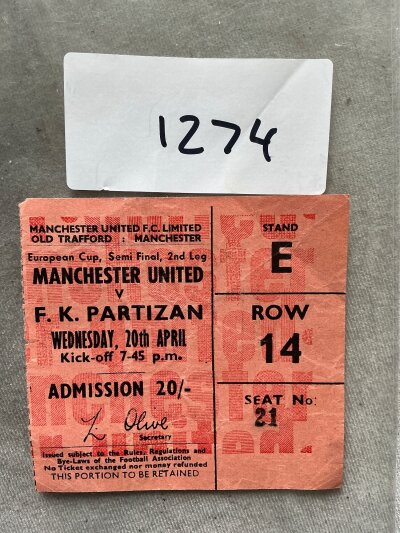 1274
MANCHESTER UNITED F.C. LIMITED
OLD TRAFFORD : MANCHESTER
European Cup, Semi Final, 2nd Leg
MANCHESTER UNITED
V
F. K. PARTIZAN
WEDNESDAY, 20th APRIL
Kick-off 7-45 p.m.
ADMISSION 20/-
L Olive
Secretary
Issued subject to the Rules, Regulations and
Bye-Laws of the Football Association
No Ticket exchanged nor money refunded
THIS PORTION TO BE RETAINED
STAND
E
ROW
14
SEAT No:
21